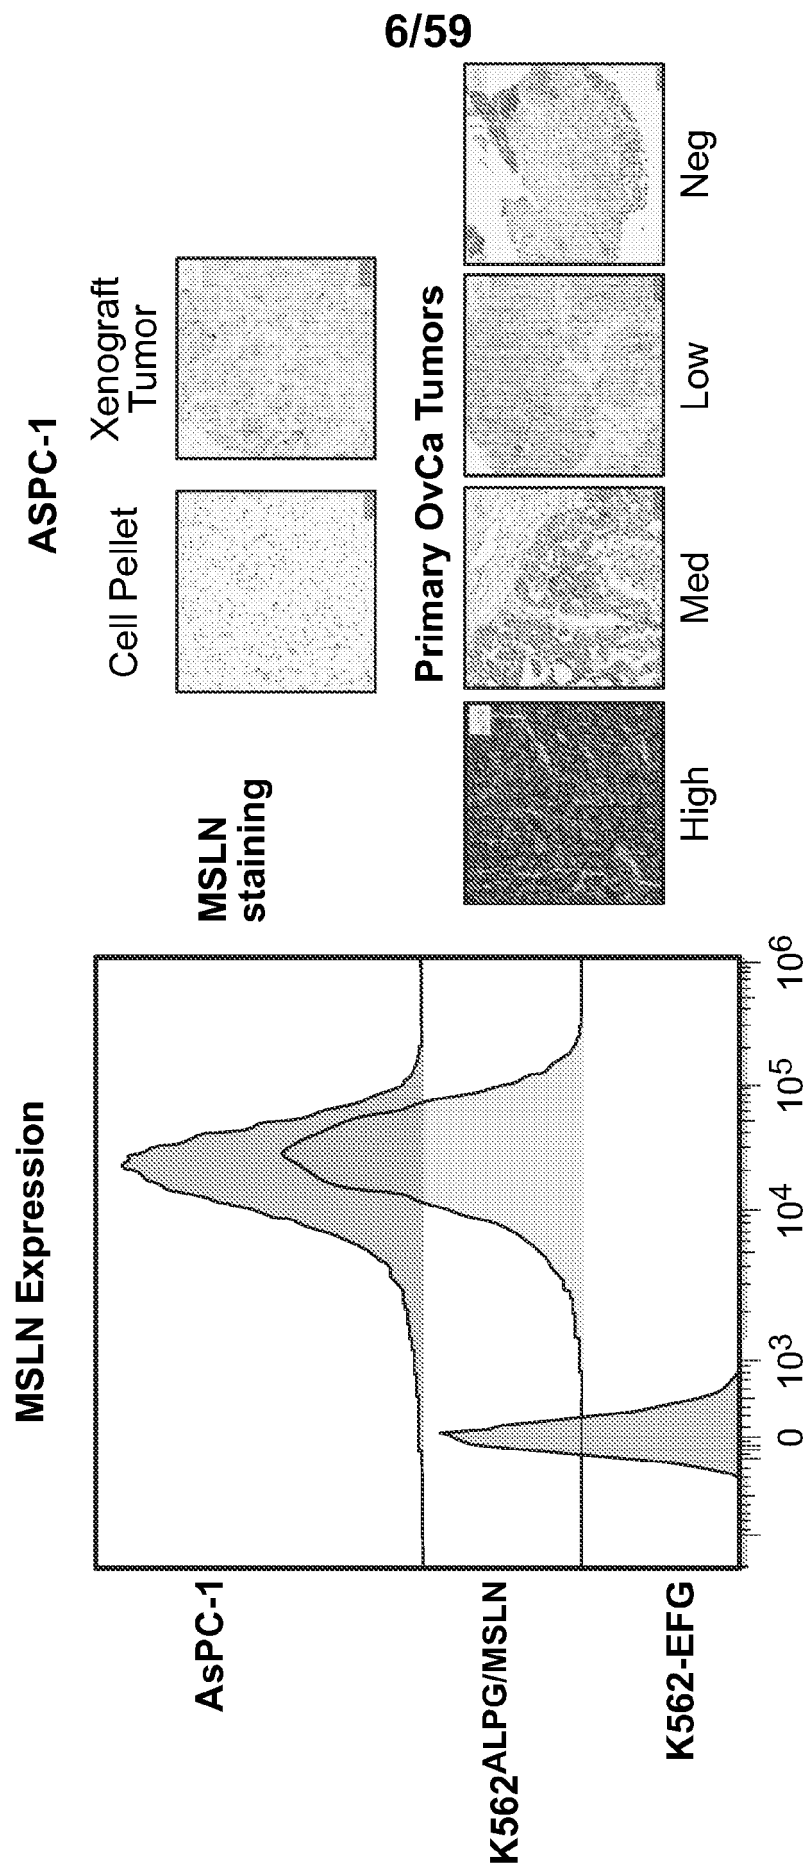 6/59
MSLN Expression
AsPC-1
K562ALPG/MSLN
K562-EFG
0
10³
10⁴
10⁵
10⁶
ASPC-1
MSLN
staining
Cell Pellet
Xenograft
Tumor
Primary OvCa Tumors
High
Med
Low
Neg